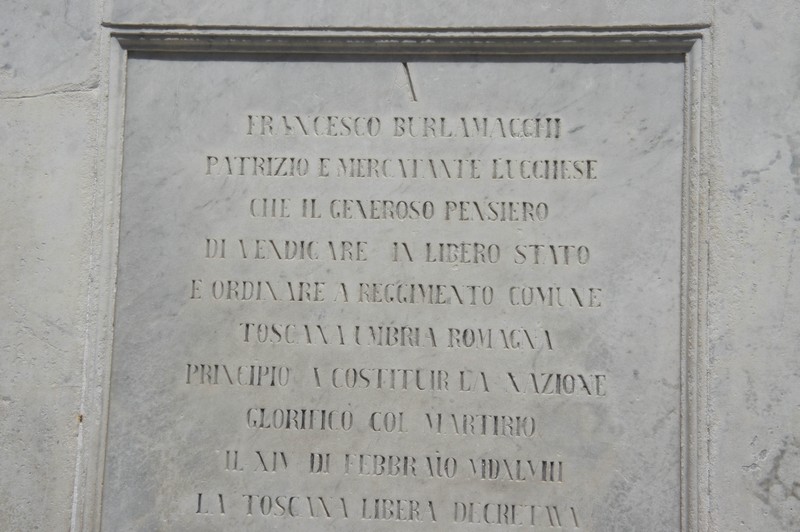 FRANCESCO BURLAMACCHI
PATRIZIO E MERCATANTE LUCCHESE
CHE IL GENEROSO PENSIERO
DI VENDICARE IN LIBERO STATO
E ORDINARE A REGGIMENTO COMUNE
TOSCANA UMBRIA ROMAGNA
PRINCIPIO A COSTITUIR LA NAZIONE
GLORIFICÒ COL MARTIRIO
IL XIV DI FEBBRAIO MDXLVIII
LA TOSCANA LIBERA DECRETAVA